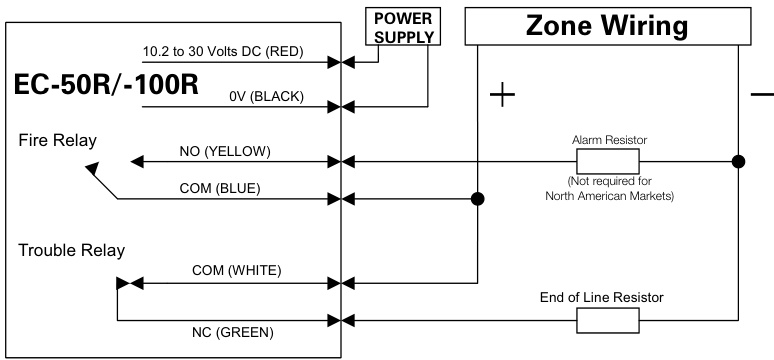 POWER
SUPPLY
Zone Wiring
10.2 to 30 Volts DC (RED)
EC-50R/-100R
0V (BLACK)
+
−
Fire Relay
NO (YELLOW)
Alarm Resistor
(Not required for
North American Markets)
COM (BLUE)
Trouble Relay
COM (WHITE)
End of Line Resistor
NC (GREEN)